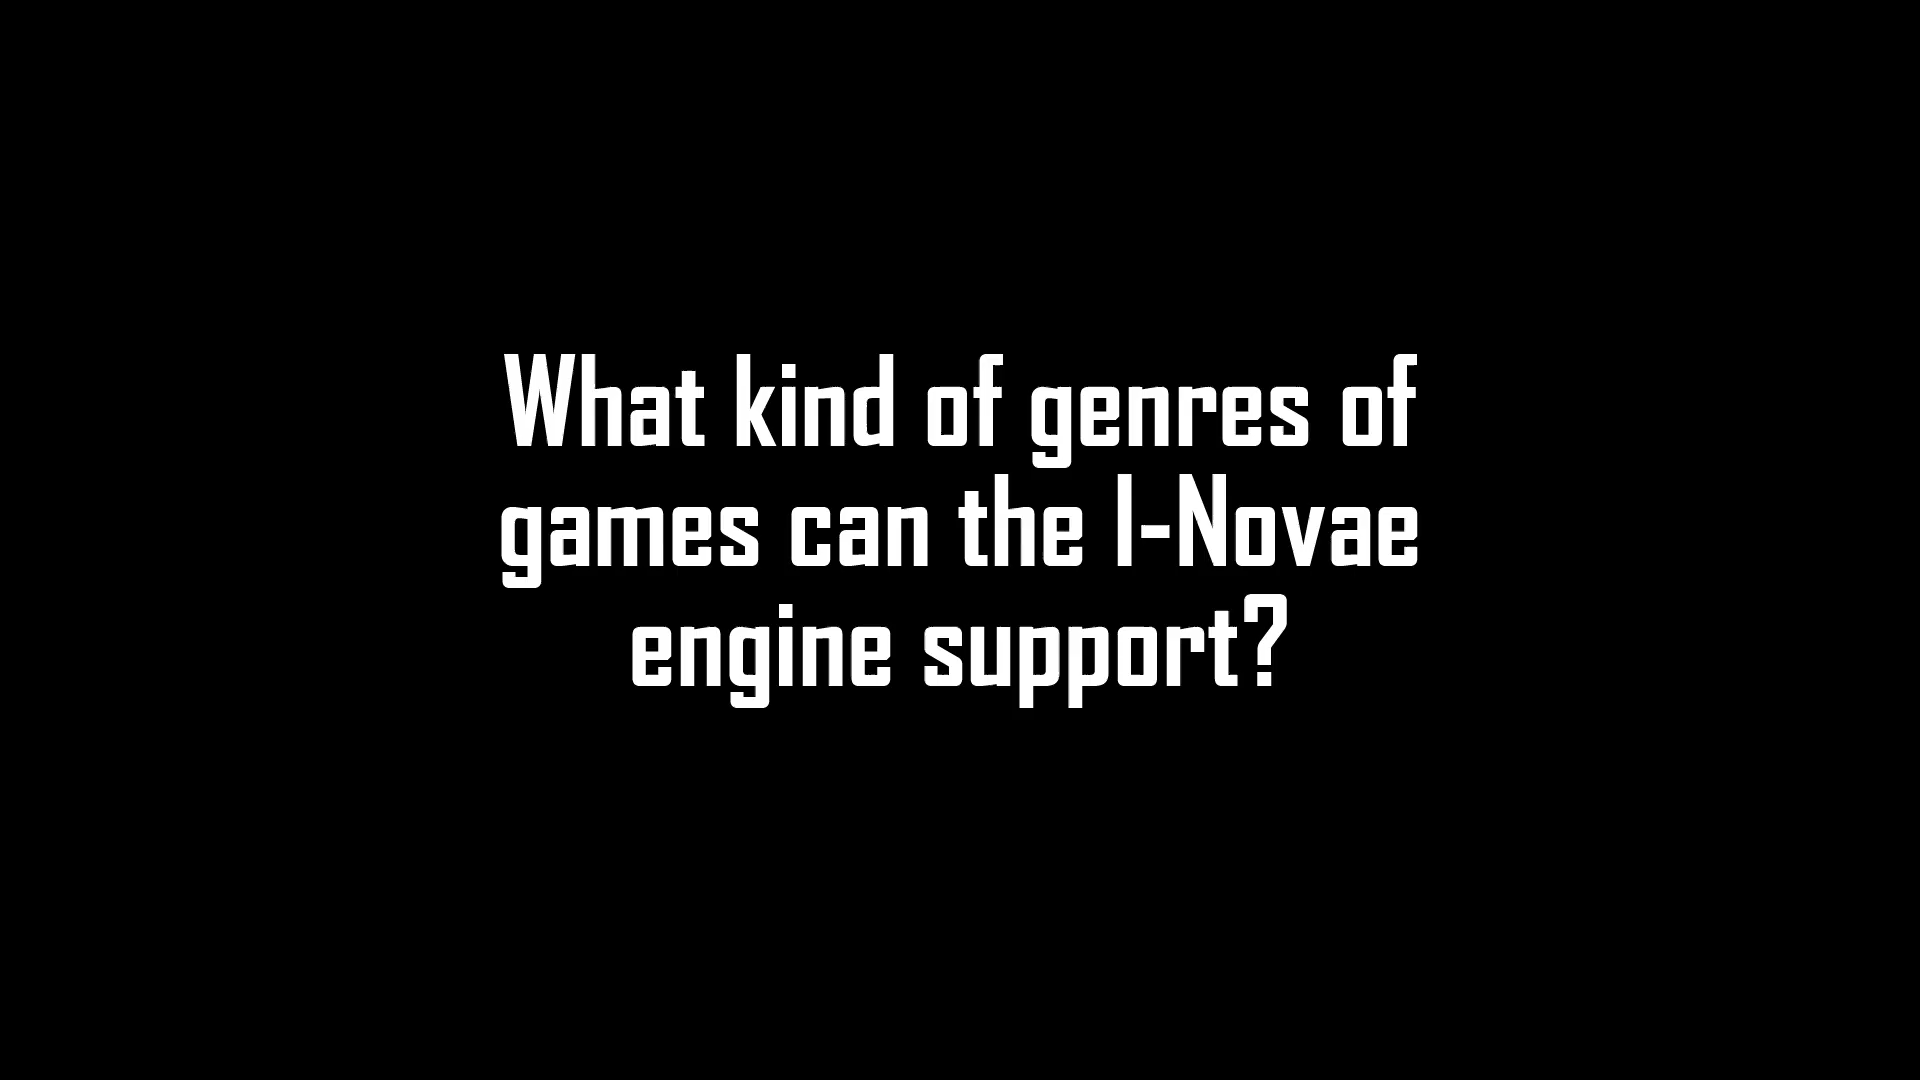 What kind of genres of
games can the I-Novae
engine support?